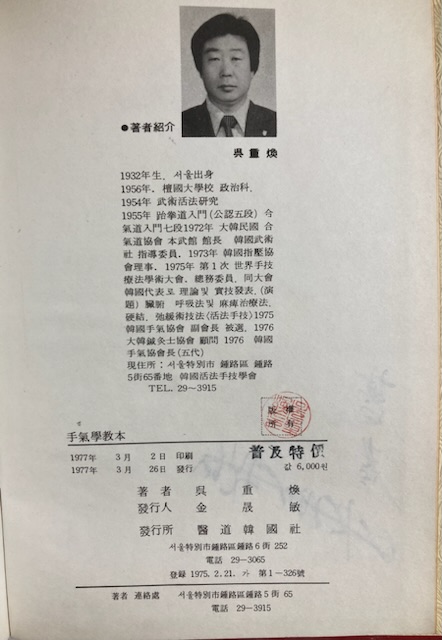 ●著者紹介
吳重煥
1932年生、서울出身
1956年. 檀國大學校 政治科.
1954年 武術活法研究
1955年 跆拳道入門(公認五段) 合
氣道入門七段1972年 大韓民國 合
氣道協會 本武館 館長 韓國武術
社 指導委員. 1973年 韓國指壓協
會理事. 1975年 第1次 世界手技
療法學術大會. 總務委員. 同大會
韓國代表로 理論및 實技發表. (演
題) 臟腑 呼吸法및 麻痺治療法.
硬結. 弛緩術技法(活法手技)1975
韓國手氣協會 副會長 被選. 1976
大韓鍼灸士協會 顧問 1976 韓國
手氣協會長(五代)
現住所：서울特別市 鍾路區 鍾路
5街65番地 韓國活法手技學會
TEL. 29~3915
版權
所有
手氣學敎本
普及特價
1977年 3月 2日 印刷
1977年 3月 26日 發行
값 6,000원
著者 吳重煥
發行人 金晟敏
發行所 醫道韓國社
서울特別市鍾路區鍾路6街 252
電話 29~3065
登錄 1975. 2.21. 가 第1－326號
著者 連絡處 서울特別市鍾路區鍾路5街 65
電話 29~3915